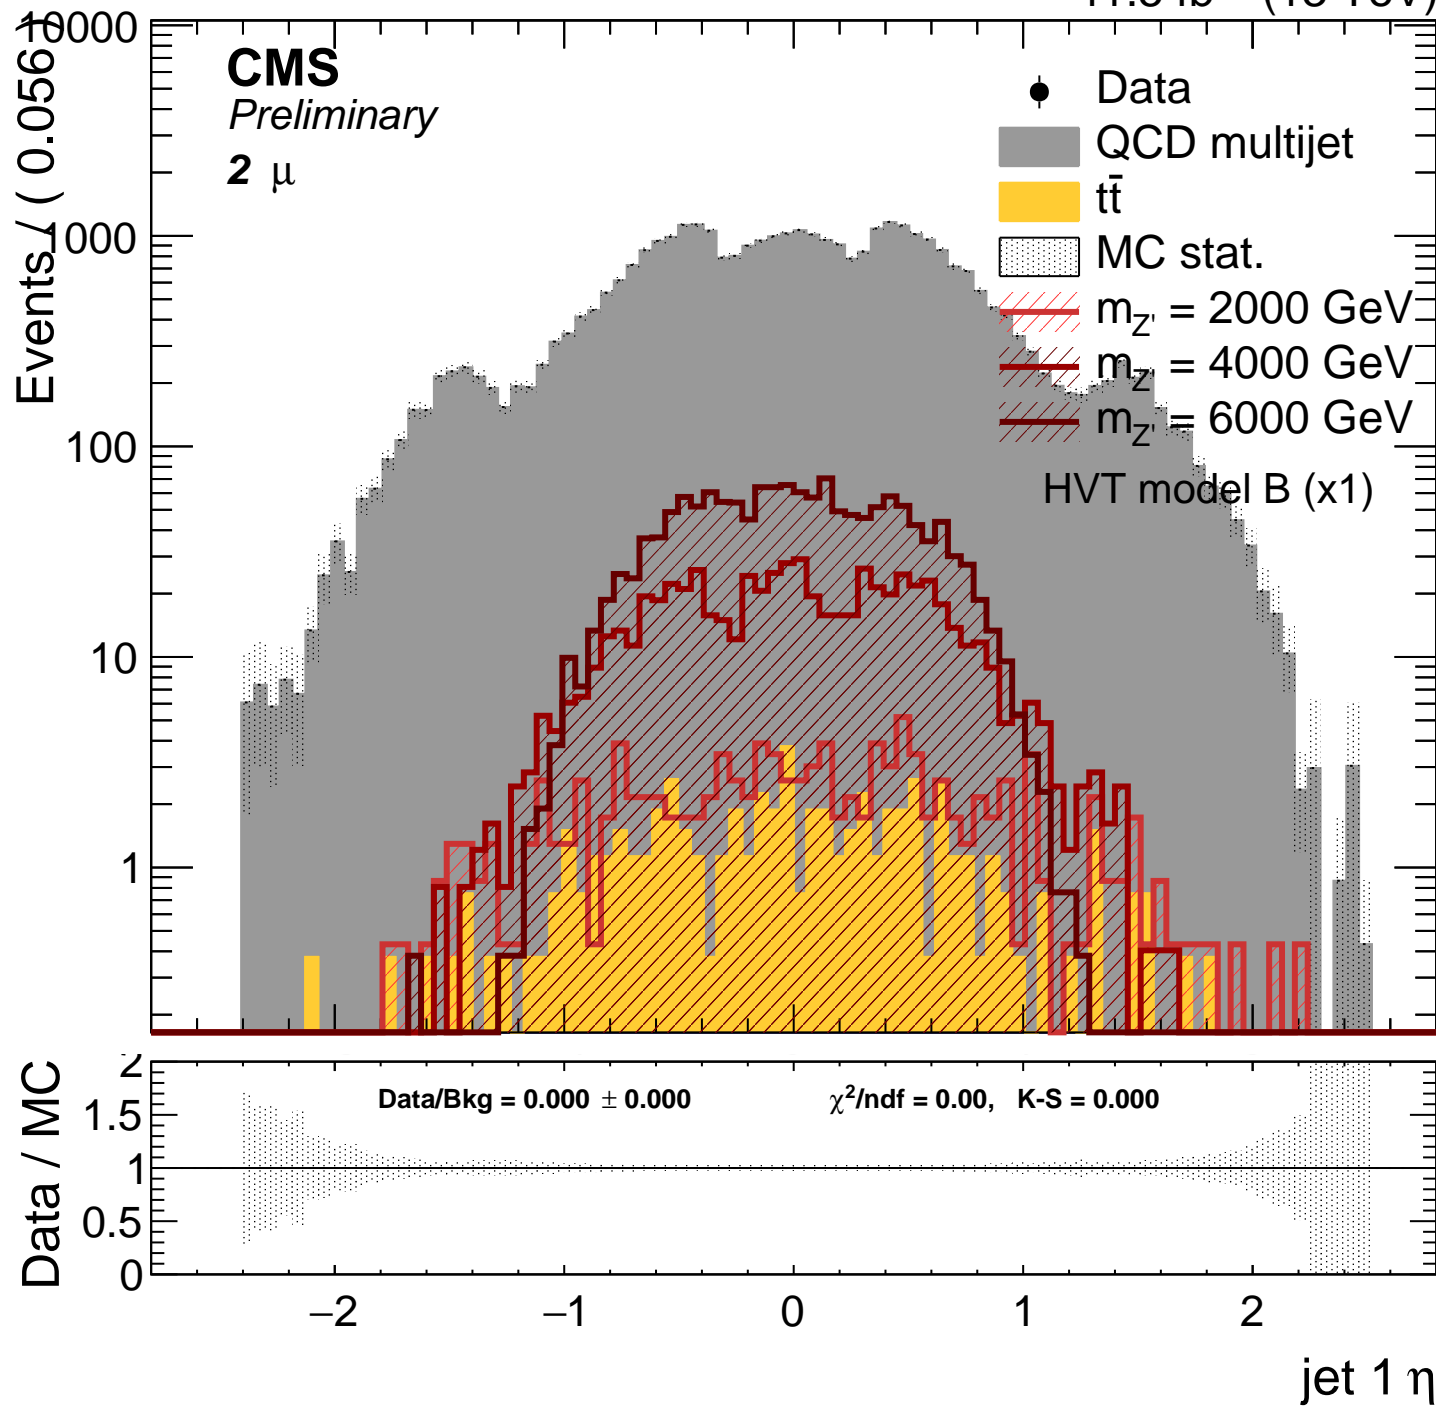 (13 TeV)
Events / ( 0.056 )
10000
1000
100
10
1
CMS
Preliminary
2 μ
Data
QCD multijet
tt̄
MC stat.
m_Z' = 2000 GeV
m_Z' = 4000 GeV
m_Z' = 6000 GeV
HVT model B (x1)
Data / MC
2
1.5
1
0.5
0
Data/Bkg = 0.000 ± 0.000
χ²/ndf = 0.00, K-S = 0.000
−2
−1
0
1
2
jet 1 η